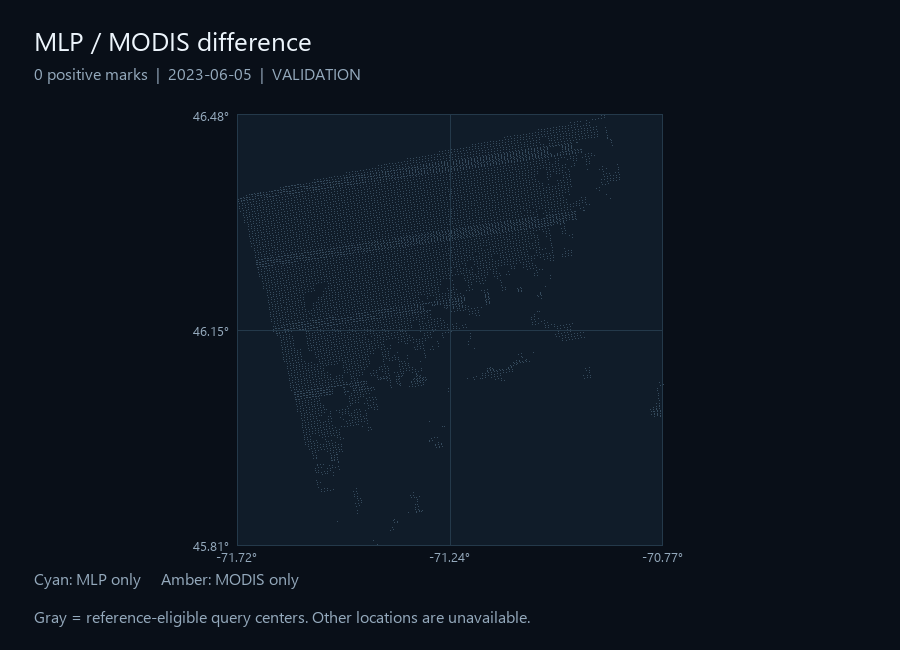 MLP / MODIS difference
0 positive marks | 2023-06-05 | VALIDATION
46.48°
46.15°
45.81°
-71.72° -71.24° -70.77°
Cyan: MLP only Amber: MODIS only
Gray = reference-eligible query centers. Other locations are unavailable.